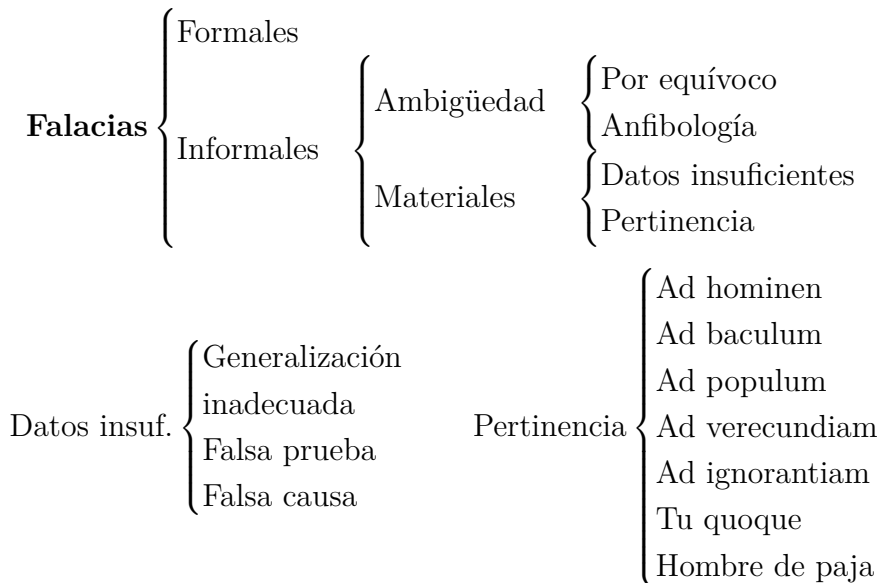 Falacias
Formales
Informales
Ambigüedad
Por equívoco
Anfibología
Materiales
Datos insuficientes
Pertinencia
Datos insuf.
Generalización
inadecuada
Falsa prueba
Falsa causa
Pertinencia
Ad hominen
Ad baculum
Ad populum
Ad verecundiam
Ad ignorantiam
Tu quoque
Hombre de paja